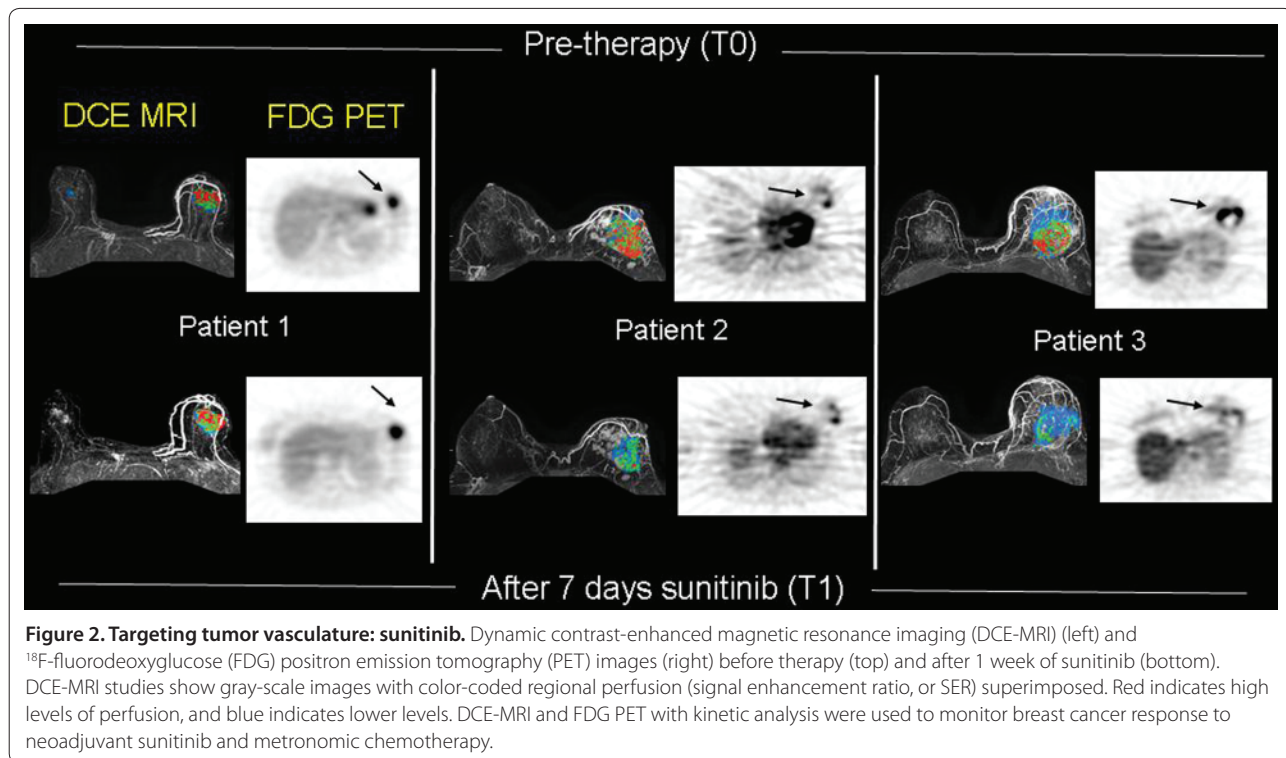 Pre-therapy (T0)
DCE MRI
FDG PET
Patient 1
Patient 2
Patient 3
After 7 days sunitinib (T1)
Figure 2. Targeting tumor vasculature: sunitinib. Dynamic contrast-enhanced magnetic resonance imaging (DCE-MRI) (left) and
¹⁸F-fluorodeoxyglucose (FDG) positron emission tomography (PET) images (right) before therapy (top) and after 1 week of sunitinib (bottom).
DCE-MRI studies show gray-scale images with color-coded regional perfusion (signal enhancement ratio, or SER) superimposed. Red indicates high
levels of perfusion, and blue indicates lower levels. DCE-MRI and FDG PET with kinetic analysis were used to monitor breast cancer response to
neoadjuvant sunitinib and metronomic chemotherapy.